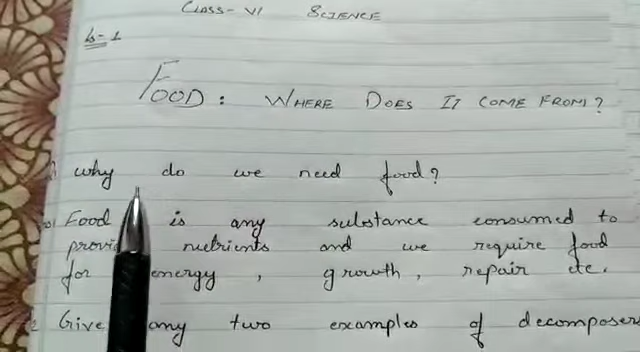 CLASS- VI SCIENCE
L-1
FOOD: WHERE DOES IT COME FROM?
why do we need food?
Food is any substance consumed to
nutrients and we require food
for energy, growth, repair etc.
Give any two examples of decomposers